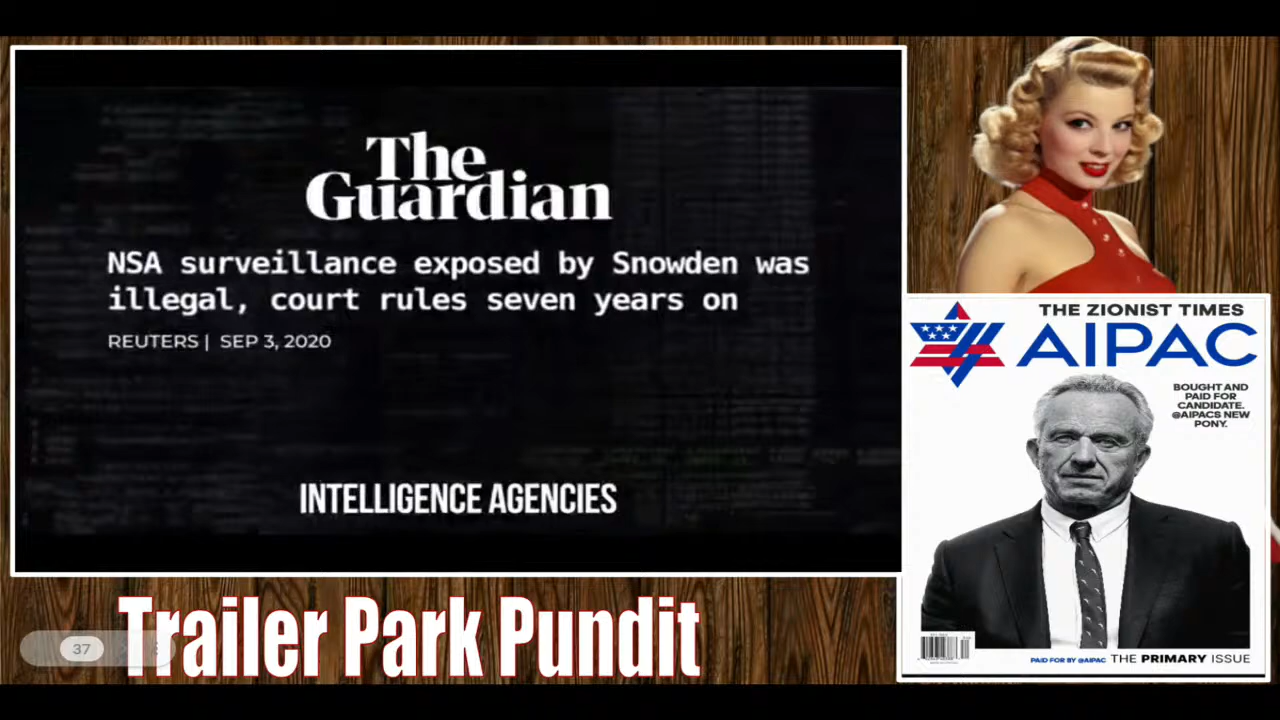 The
Guardian
NSA surveillance exposed by Snowden was
illegal, court rules seven years on
REUTERS | SEP 3, 2020
INTELLIGENCE AGENCIES
THE ZIONIST TIMES
AIPAC
BOUGHT AND
PAID FOR
CANDIDATE.
@AIPACS NEW
PONY.
PAID FOR BY @AIPAC THE PRIMARY ISSUE
Trailer Park Pundit
37